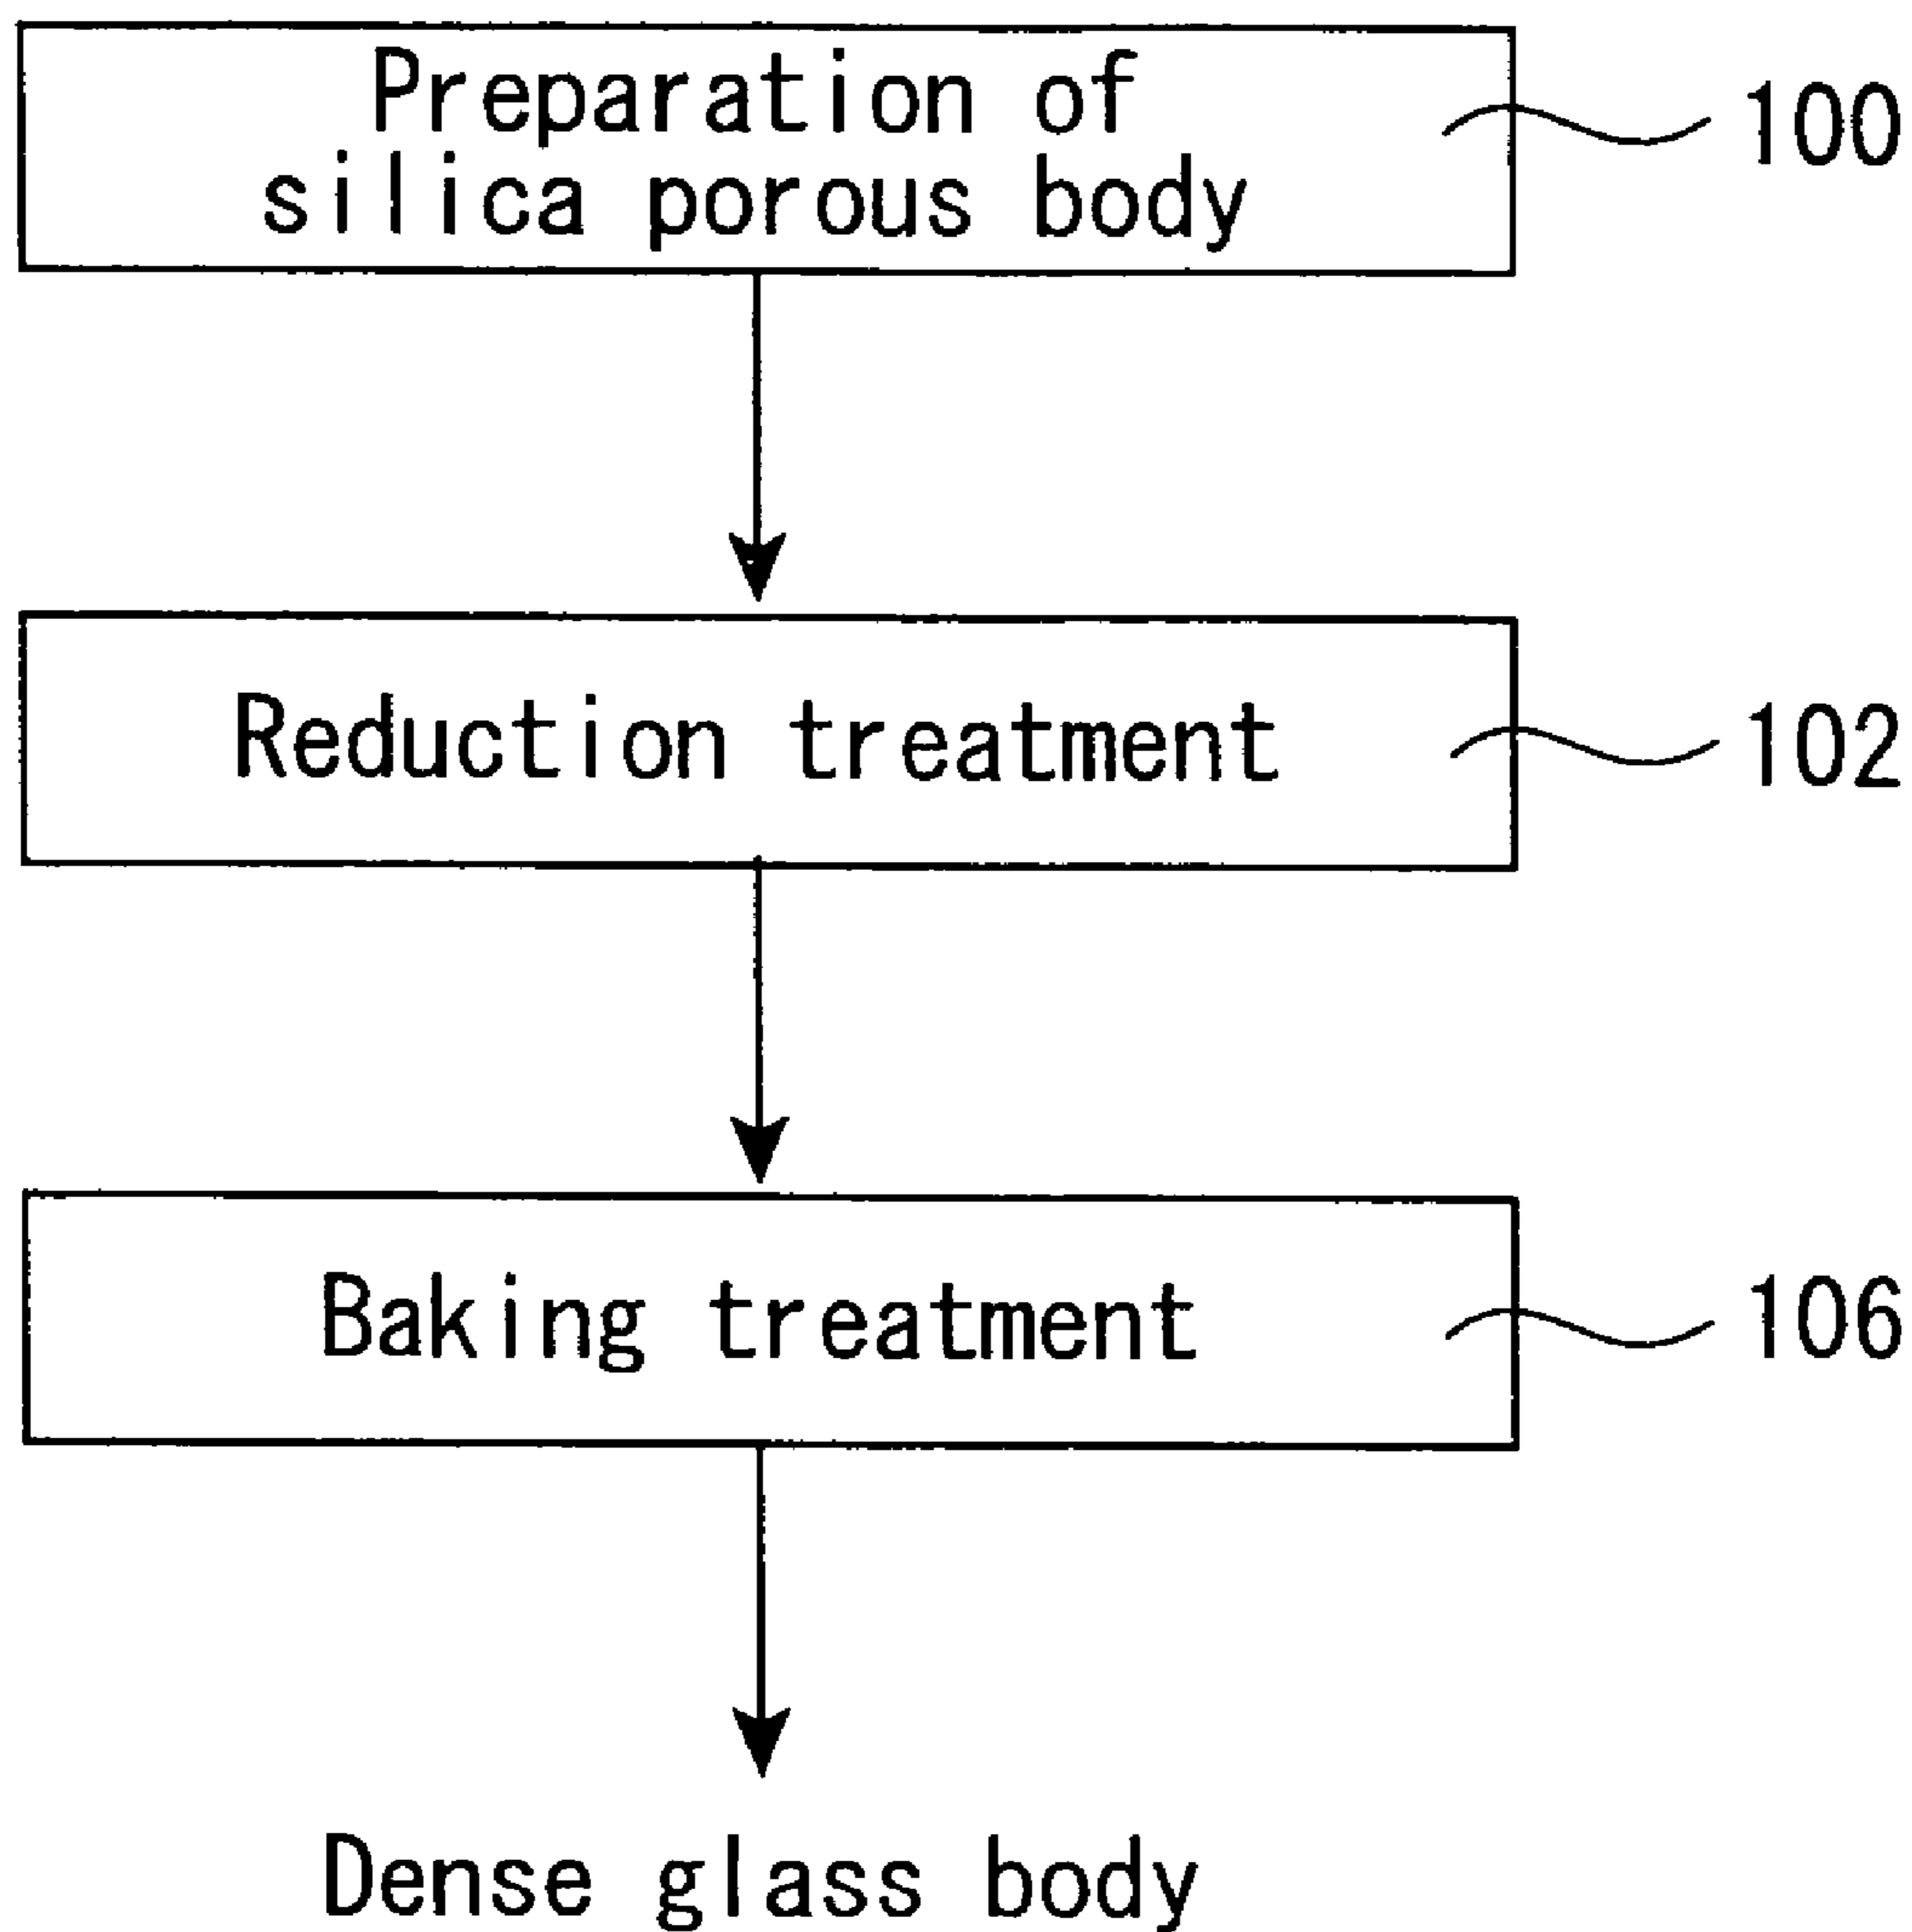 Preparation of
silica porous body
100
Reduction treatment
102
Baking treatment
106
Dense glass body